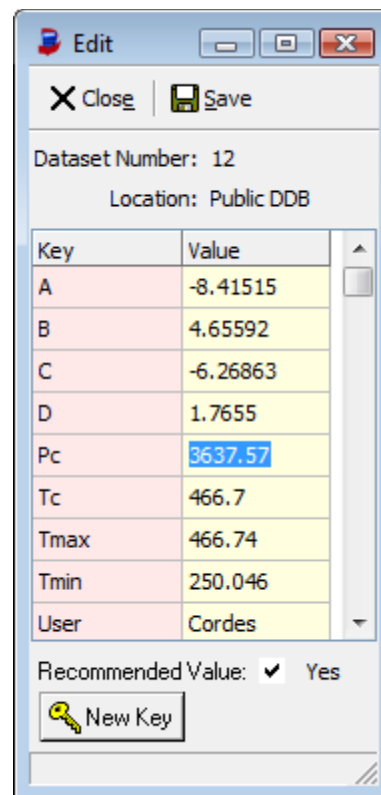 Edit
Close Save
Dataset Number: 12
Location: Public DDB
Key Value
A -8.41515
B 4.65592
C -6.26863
D 1.7655
Pc 3637.57
Tc 466.7
Tmax 466.74
Tmin 250.046
User Cordes
Recommended Value: ✔ Yes
New Key